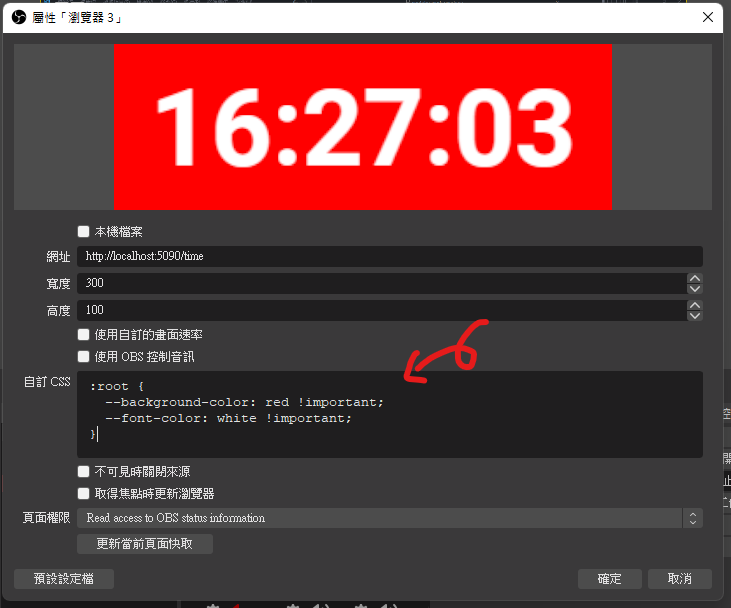 屬性「瀏覽器 3」
16:27:03
本機檔案
網址 http://localhost:5090/time
寬度 300
高度 100
使用自訂的畫面速率
使用 OBS 控制音訊
自訂 CSS
:root {
--background-color: red !important;
--font-color: white !important;
}
不可見時關閉來源
取得焦點時更新瀏覽器
頁面權限 Read access to OBS status information
更新當前頁面快取
預設設定檔 確定 取消